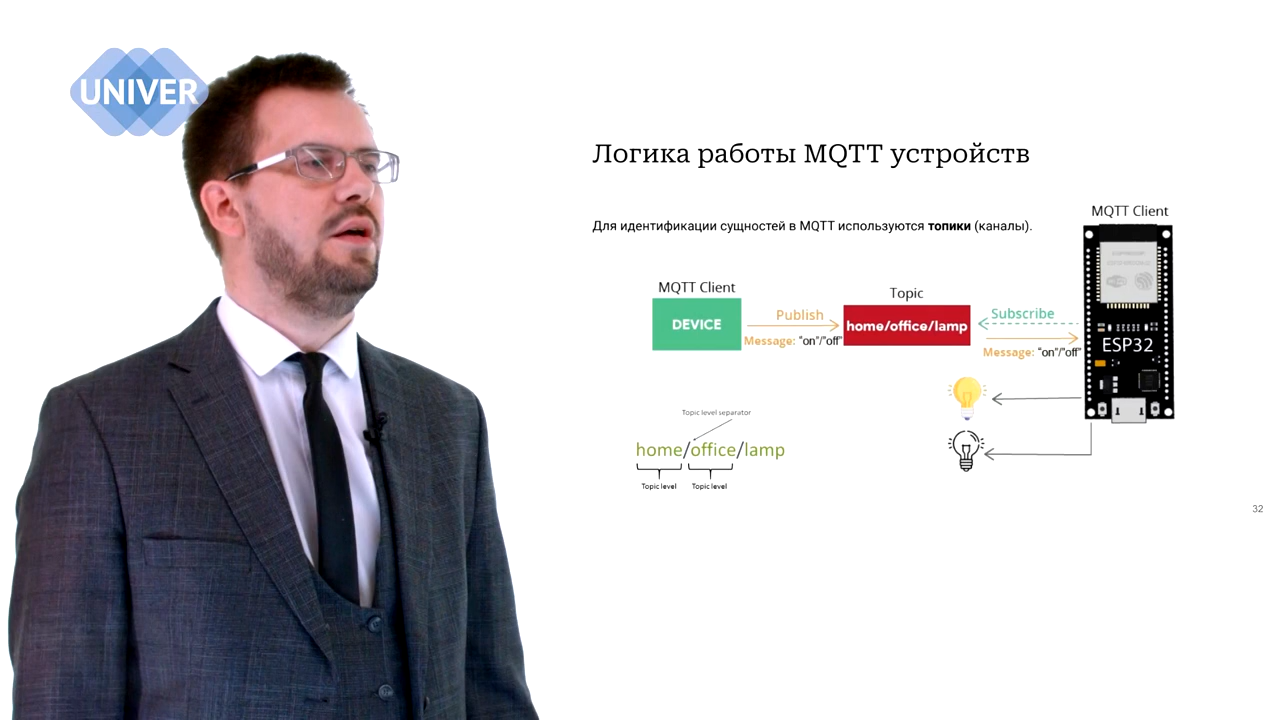 UNIVER
Логика работы MQTT устройств
Для идентификации сущностей в MQTT используются топики (каналы).
MQTT Client
DEVICE
Publish
Message: "on"/"off"
Topic
home/office/lamp
Subscribe
Message: "on"/"off"
MQTT Client
ESP32
Topic level separator
home/office/lamp
Topic level
Topic level
32